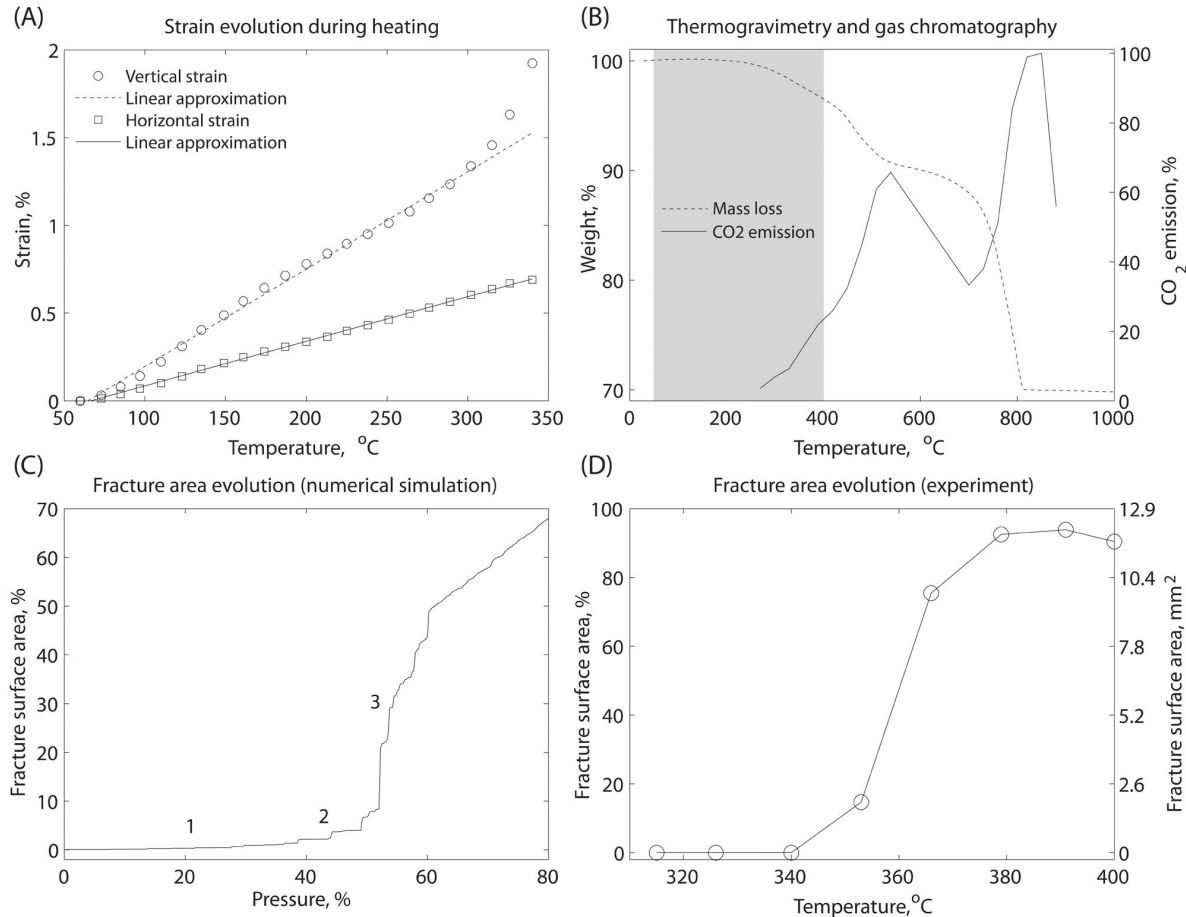 (A)
Strain evolution during heating
2
1.5
1
0.5
0
Strain, %
Vertical strain
Linear approximation
Horizontal strain
Linear approximation
50 100 150 200 250 300 350
Temperature, °C
(B)
Thermogravimetry and gas chromatography
100
90
80
70
Weight, %
Mass loss
CO2 emission
100
80
60
40
20
0
CO2 emission, %
0 200 400 600 800 1000
Temperature, °C
(C)
Fracture area evolution (numerical simulation)
70
60
50
40
30
20
10
0
Fracture surface area, %
1
2
3
0 20 40 60 80
Pressure, %
(D)
Fracture area evolution (experiment)
100
80
60
40
20
0
Fracture surface area, %
12.9
10.4
7.8
5.2
2.6
0
Fracture surface area, mm²
320 340 360 380 400
Temperature,°C